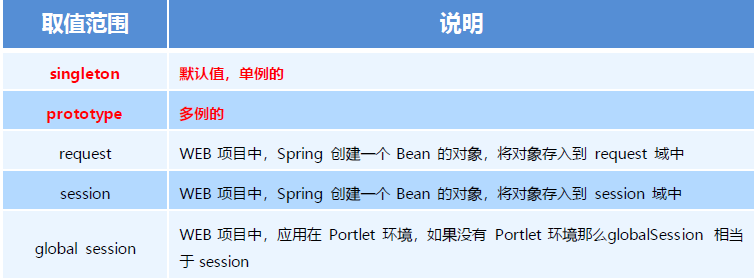 取值范围 说明
singleton 默认值，单例的
prototype 多例的
request WEB 项目中，Spring 创建一个 Bean 的对象，将对象存入到 request 域中
session WEB 项目中，Spring 创建一个 Bean 的对象，将对象存入到 session 域中
global session WEB 项目中，应用在 Portlet 环境，如果没有 Portlet 环境那么globalSession 相当
于 session